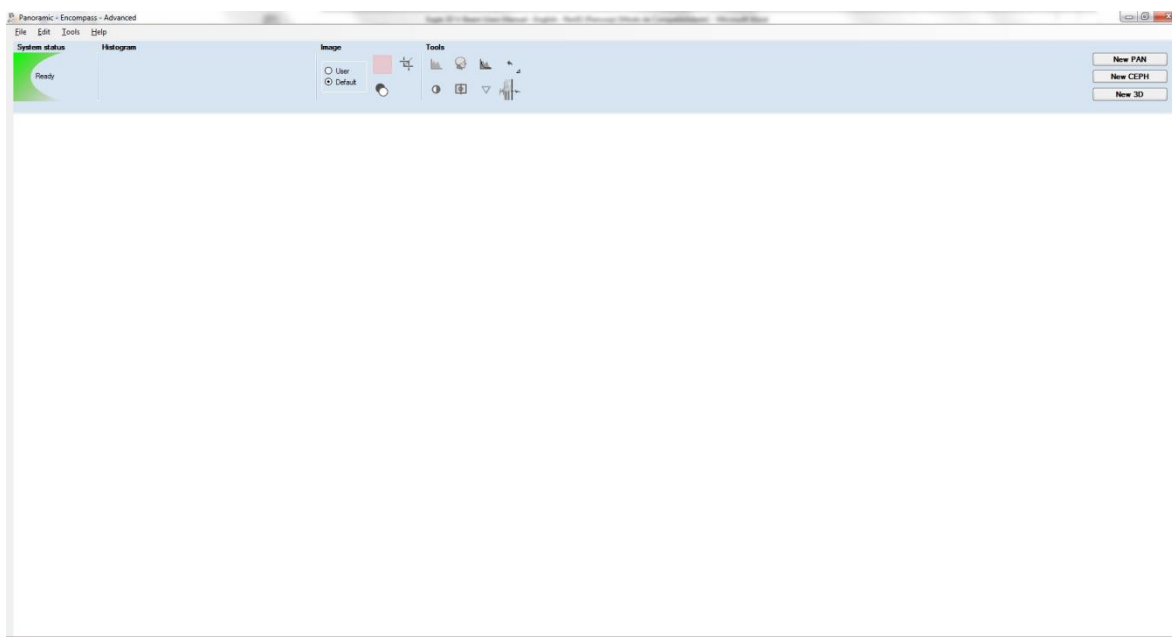 Panoramic - Encompass - Advanced
File Edit Tools Help
System status Histogram Image Tools
Ready
User
Default
New PAN
New CEPH
New 3D